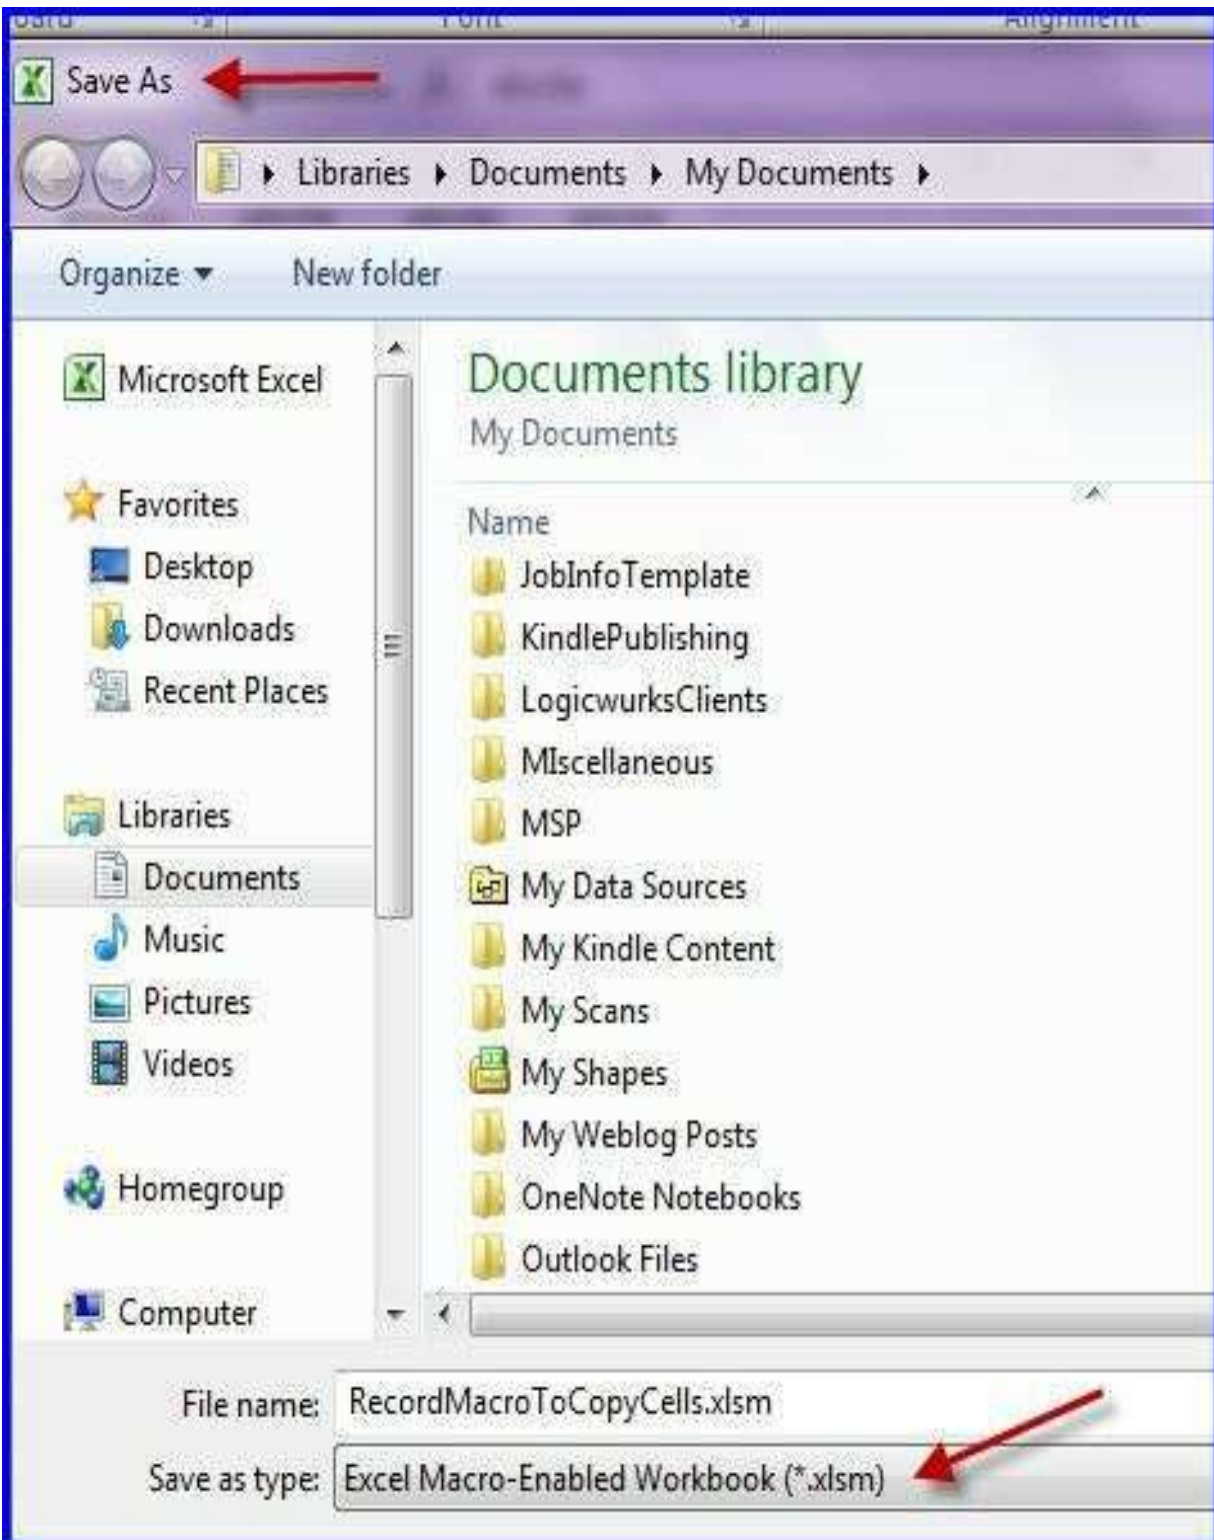 Font
Alignment
Save As
Libraries Documents My Documents
Organize New folder
Microsoft Excel
Favorites
Desktop
Downloads
Recent Places
Libraries
Documents
Music
Pictures
Videos
Homegroup
Computer
Documents library
My Documents
Name
JobInfoTemplate
KindlePublishing
LogicwurksClients
MIscellaneous
MSP
My Data Sources
My Kindle Content
My Scans
My Shapes
My Weblog Posts
OneNote Notebooks
Outlook Files
File name: RecordMacroToCopyCells.xlsm
Save as type: Excel Macro-Enabled Workbook (*.xlsm)